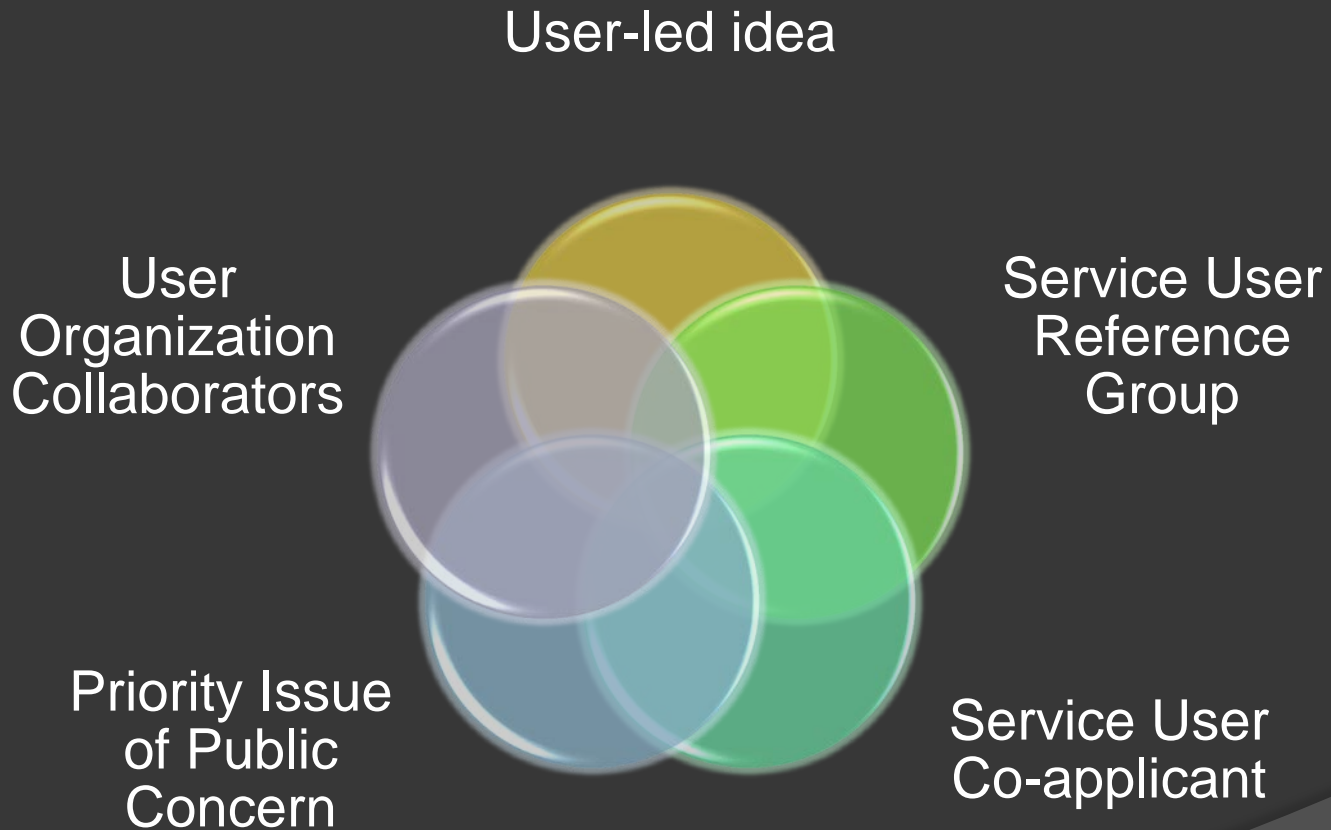 User-led idea
User
Organization
Collaborators
Service User
Reference
Group
Priority Issue
of Public
Concern
Service User
Co-applicant